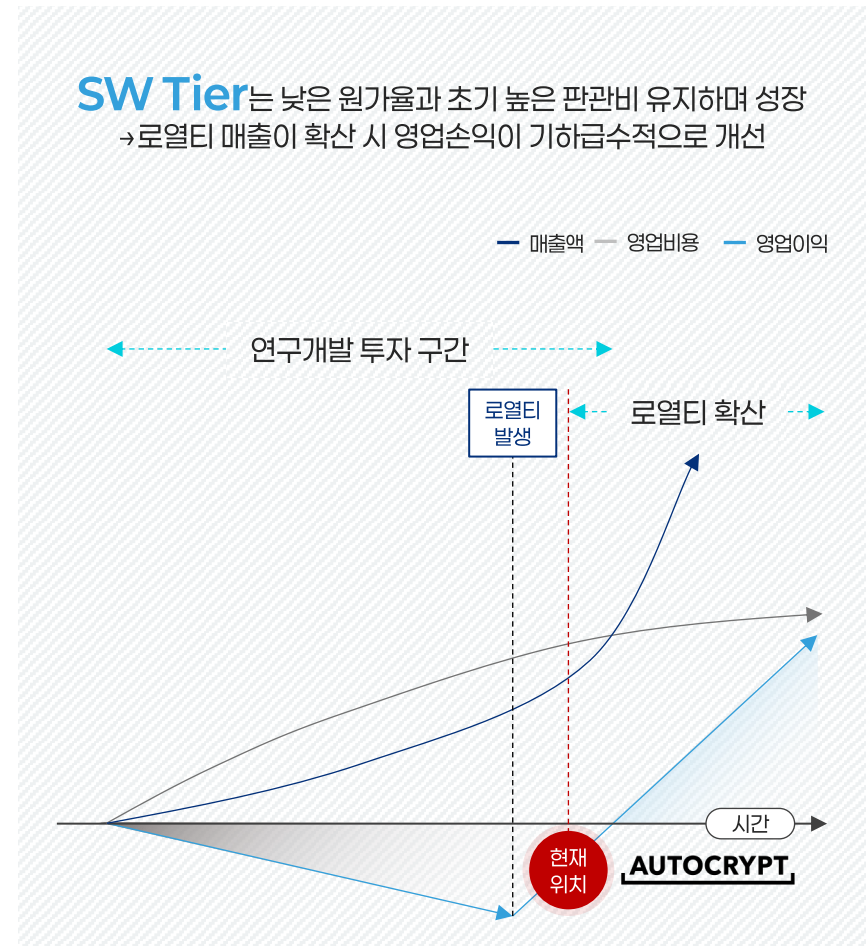 SW Tier는 낮은 원가율과 초기 높은 판관비 유지하며 성장
→로열티 매출이 확산 시 영업손익이 기하급수적으로 개선
매출액 영업비용 영업이익
연구개발 투자 구간
로열티
발생
로열티 확산
시간
현재
위치
AUTOCRYPT